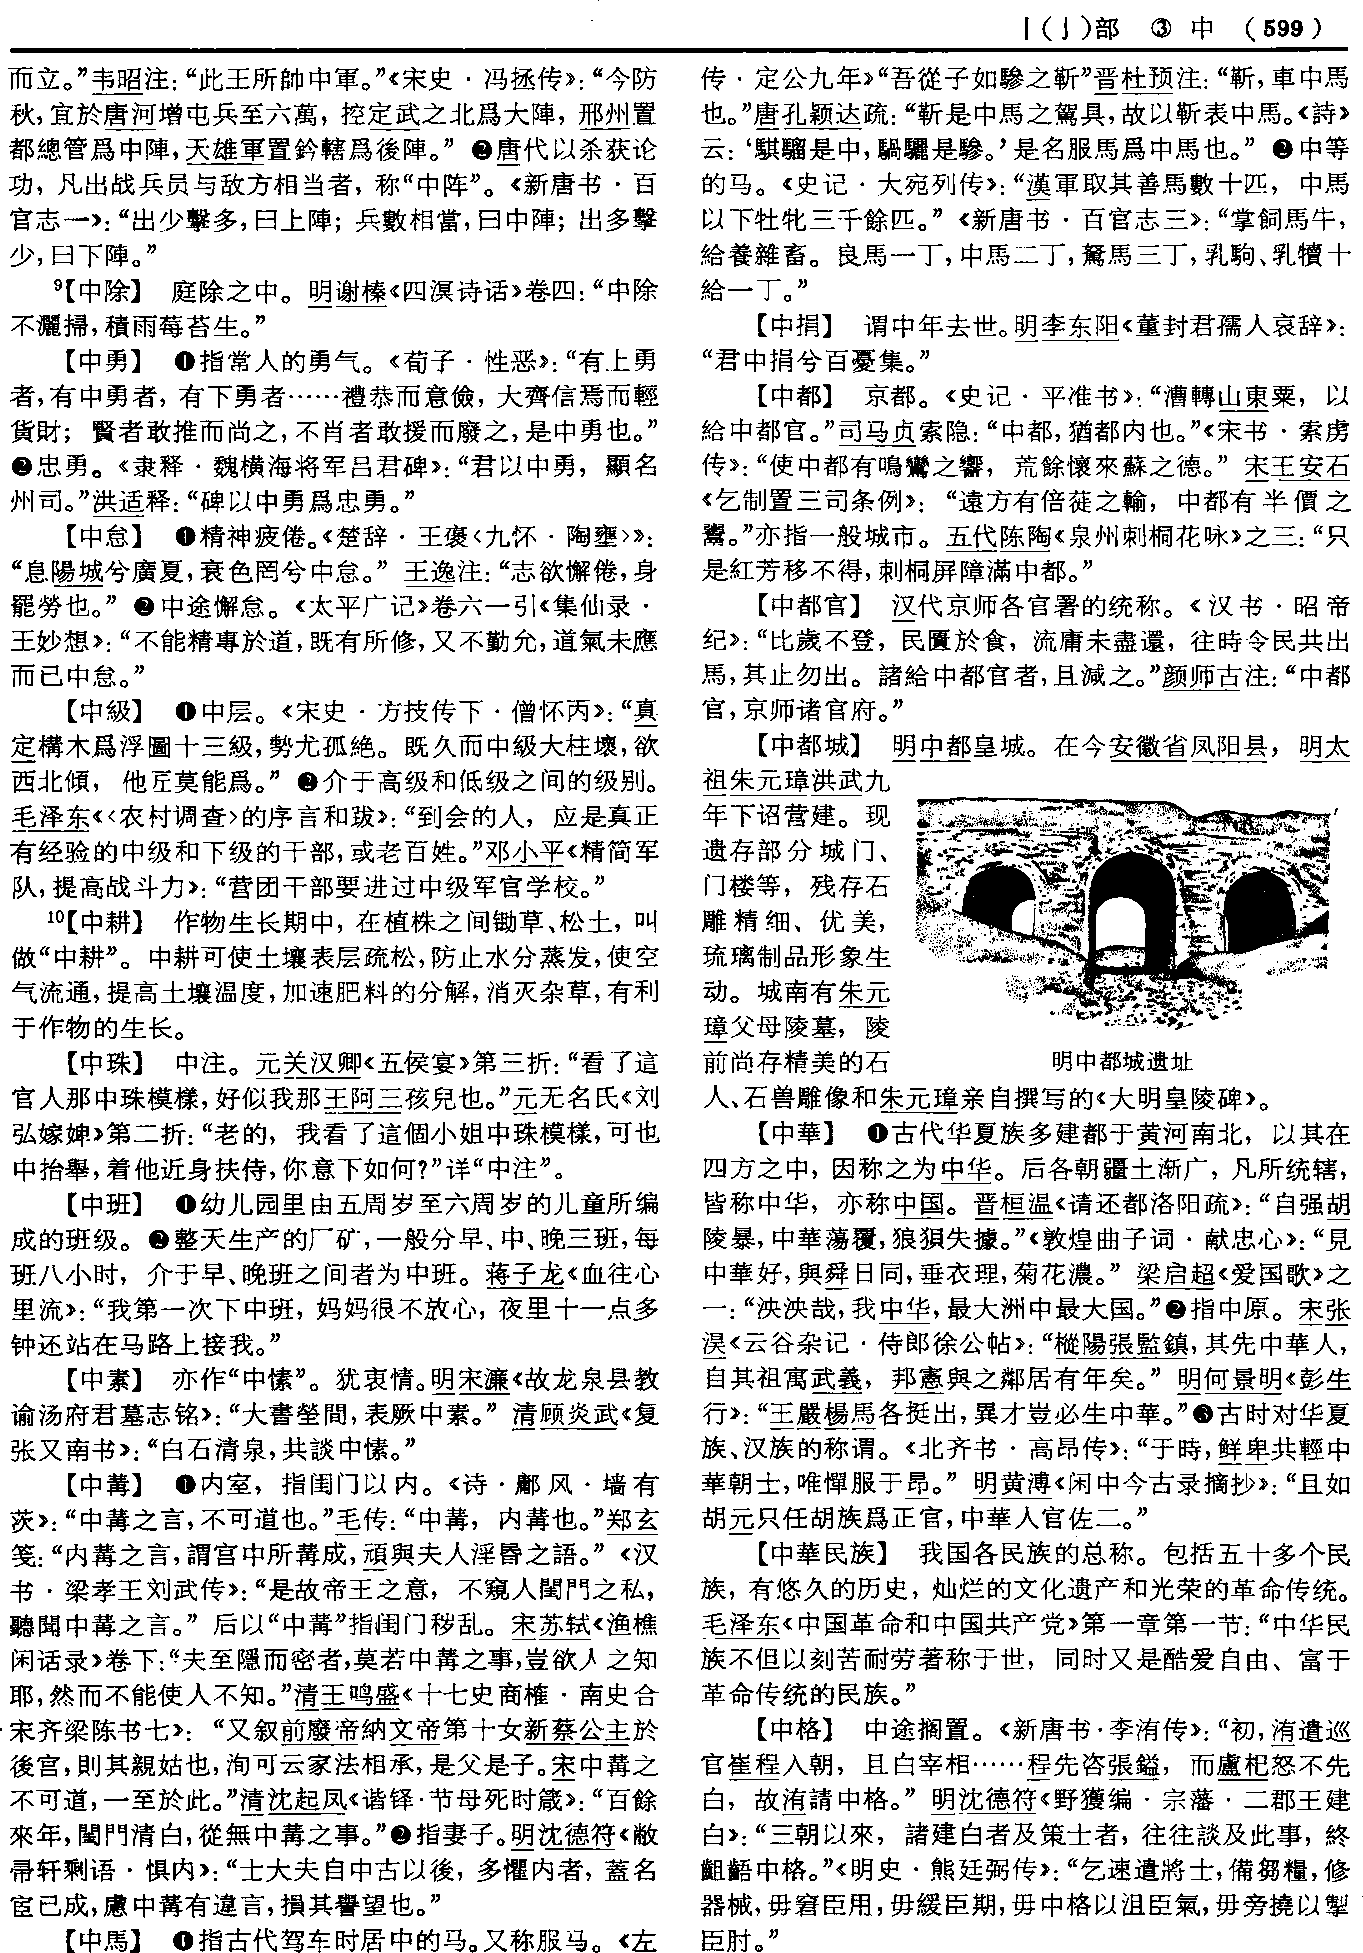 丨(亅)部 ③ 中 (599)
而立。”韦昭注：“此王所帥中軍。”《宋史·冯拯传》：“今防
秋，宜於唐河增屯兵至六萬，控定武之北爲大陣，邢州置
都總管爲中陣，天雄軍置鈐轄爲後陣。” ❷唐代以杀获论
功，凡出战兵员与敌方相当者，称“中阵”。《新唐书·百
官志一》：“出少擊多，曰上陣；兵數相當，曰中陣；出多擊
少，曰下陣。”
⁹【中除】 庭除之中。明谢榛《四溟诗话》卷四：“中除
不灑掃，積雨莓苔生。”
【中勇】 ❶指常人的勇气。《荀子·性恶》：“有上勇
者，有中勇者，有下勇者……禮恭而意儉，大齊信焉而輕
貨財；賢者敢推而尚之，不肖者敢援而廢之，是中勇也。”
❷忠勇。《隶释·魏横海将军吕君碑》：“君以中勇，顯名
州司。”洪适释：“碑以中勇爲忠勇。”
【中怠】 ❶精神疲倦。《楚辞·王褒〈九怀·陶壅〉》：
“息陽城兮廣夏，衰色罔兮中怠。” 王逸注：“志欲懈倦，身
罷勞也。” ❷中途懈怠。《太平广记》卷六一引《集仙录·
王妙想》：“不能精專於道，既有所修，又不勤允，道氣未應
而已中怠。”
【中級】 ❶中层。《宋史·方技传下·僧怀丙》：“真
定構木爲浮圖十三級，勢尤孤絶。既久而中級大柱壞，欲
西北傾，他匠莫能爲。” ❷介于高级和低级之间的级别。
毛泽东《〈农村调查〉的序言和跋》：“到会的人，应是真正
有经验的中级和下级的干部，或老百姓。”邓小平《精简军
队，提高战斗力》：“营团干部要进过中级军官学校。”
¹⁰【中耕】 作物生长期中，在植株之间锄草、松土，叫
做“中耕”。中耕可使土壤表层疏松，防止水分蒸发，使空
气流通，提高土壤温度，加速肥料的分解，消灭杂草，有利
于作物的生长。
【中珠】 中注。元关汉卿《五侯宴》第三折：“看了這
官人那中珠模樣，好似我那王阿三孩兒也。”元无名氏《刘
弘嫁婢》第二折：“老的，我看了這個小姐中珠模樣，可也
中抬舉，着他近身扶侍，你意下如何？”详“中注”。
【中班】 ❶幼儿园里由五周岁至六周岁的儿童所编
成的班级。❷整天生产的厂矿，一般分早、中、晚三班，每
班八小时，介于早、晚班之间者为中班。蒋子龙《血往心
里流》：“我第一次下中班，妈妈很不放心，夜里十一点多
钟还站在马路上接我。”
【中素】 亦作“中愫”。犹衷情。明宋濂《故龙泉县教
谕汤府君墓志铭》：“大書塋間，表厥中素。” 清顾炎武《复
张又南书》：“白石清泉，共談中愫。”
【中冓】 ❶内室，指闺门以内。《诗·鄘风·墙有
茨》：“中冓之言，不可道也。”毛传：“中冓，内冓也。”郑玄
笺：“内冓之言，謂宫中所冓成，頑與夫人淫昬之語。” 《汉
书·梁孝王刘武传》：“是故帝王之意，不窺人閨門之私，
聽聞中冓之言。” 后以“中冓”指闺门秽乱。宋苏轼《渔樵
闲话录》卷下：“夫至隱而密者，莫若中冓之事，豈欲人之知
耶，然而不能使人不知。”清王鸣盛《十七史商榷·南史合
宋齐梁陈书七》：“又叙前廢帝納文帝第十女新蔡公主於
後宫，則其親姑也，洵可云家法相承，是父是子。宋中冓之
不可道，一至於此。”清沈起凤《谐铎·节母死时箴》：“百餘
來年，閨門清白，從無中冓之事。”❷指妻子。明沈德符《敝
帚轩剩语·惧内》：“士大夫自中古以後，多懼内者，蓋名
宦已成，慮中冓有違言，損其譽望也。”
【中馬】 ❶指古代驾车时居中的马。又称服马。《左
传·定公九年》“吾從子如驂之靳”晋杜预注：“靳，車中馬
也。”唐孔颖达疏：“靳是中馬之駕具，故以靳表中馬。《詩》
云：‘騏駵是中，騧驪是驂。’是名服馬爲中馬也。” ❷中等
的马。《史记·大宛列传》：“漢軍取其善馬數十匹，中馬
以下牡牝三千餘匹。” 《新唐书·百官志三》：“掌飼馬牛，
給養雜畜。良馬一丁，中馬二丁，駑馬三丁，乳駒、乳犢十
給一丁。”
【中捐】 谓中年去世。明李东阳《董封君孺人哀辞》：
“君中捐兮百憂集。”
【中都】 京都。《史记·平准书》：“漕轉山東粟，以
給中都官。”司马贞索隐：“中都，猶都内也。”《宋书·索虏
传》：“使中都有鳴鸞之響，荒餘懷來蘇之德。” 宋王安石
《乞制置三司条例》：“遠方有倍蓰之輸，中都有半價之
鬻。”亦指一般城市。五代陈陶《泉州刺桐花咏》之三：“只
是紅芳移不得，刺桐屏障滿中都。”
【中都官】 汉代京师各官署的统称。《汉书·昭帝
纪》：“比歲不登，民匱於食，流庸未盡還，往時令民共出
馬，其止勿出。諸給中都官者，且減之。”颜师古注：“中都
官，京师诸官府。”
【中都城】 明中都皇城。在今安徽省凤阳县，明太
祖朱元璋洪武九
年下诏营建。现
遗存部分城门、
门楼等，残存石
雕精细、优美，
琉璃制品形象生
动。城南有朱元
璋父母陵墓，陵
前尚存精美的石
明中都城遗址
人、石兽雕像和朱元璋亲自撰写的《大明皇陵碑》。
【中華】 ❶古代华夏族多建都于黄河南北，以其在
四方之中，因称之为中华。后各朝疆土渐广，凡所统辖，
皆称中华，亦称中国。晋桓温《请还都洛阳疏》：“自强胡
陵暴，中華蕩覆，狼狽失據。”《敦煌曲子词·献忠心》：“見
中華好，與舜日同，垂衣理，菊花濃。” 梁启超《爱国歌》之
一：“泱泱哉，我中华，最大洲中最大国。”❷指中原。宋张
淏《云谷杂记·侍郎徐公帖》：“樅陽張監鎮，其先中華人，
自其祖寓武義，邦憲與之鄰居有年矣。” 明何景明《彭生
行》：“王嚴楊馬各挺出，異才豈必生中華。”❸古时对华夏
族、汉族的称谓。《北齐书·高昂传》：“于時，鲜卑共輕中
華朝士，唯憚服于昂。” 明黄溥《闲中今古录摘抄》：“且如
胡元只任胡族爲正官，中華人官佐二。”
【中華民族】 我国各民族的总称。包括五十多个民
族，有悠久的历史，灿烂的文化遗产和光荣的革命传统。
毛泽东《中国革命和中国共产党》第一章第一节：“中华民
族不但以刻苦耐劳著称于世，同时又是酷爱自由、富于
革命传统的民族。”
【中格】 中途搁置。《新唐书·李洧传》：“初，洧遣巡
官崔程入朝，且白宰相……程先咨張鎰，而盧杞怒不先
白，故洧請中格。” 明沈德符《野獲编·宗藩·二郡王建
白》：“三朝以來，諸建白者及策士者，往往談及此事，終
齟齬中格。”《明史·熊廷弼传》：“乞速遣將士，備芻糧，修
器械，毋窘臣用，毋緩臣期，毋中格以沮臣氣，毋旁撓以掣
臣肘。”